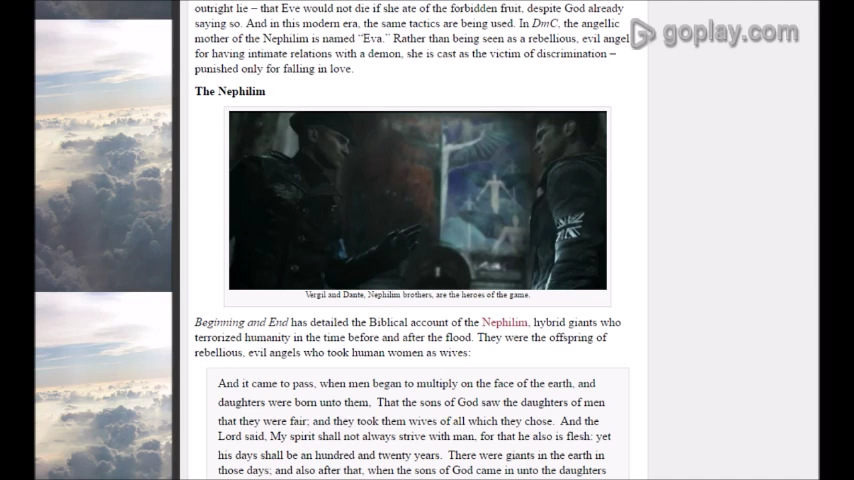 outright lie – that Eve would not die if she ate of the forbidden fruit, despite God already
saying so. And in this modern era, the same tactics are being used. In DmC, the angellic
mother of the Nephilim is named “Eva.” Rather than being seen as a rebellious, evil angel
for having intimate relations with a demon, she is cast as the victim of discrimination –
punished only for falling in love.
goplay.com
The Nephilim
Vergil and Dante, Nephilim brothers, are the heroes of the game.
Beginning and End has detailed the Biblical account of the Nephilim, hybrid giants who
terrorized humanity in the time before and after the flood. They were the offspring of
rebellious, evil angels who took human women as wives:
And it came to pass, when men began to multiply on the face of the earth, and
daughters were born unto them, That the sons of God saw the daughters of men
that they were fair; and they took them wives of all which they chose. And the
Lord said, My spirit shall not always strive with man, for that he also is flesh: yet
his days shall be an hundred and twenty years. There were giants in the earth in
those days; and also after that, when the sons of God came in unto the daughters